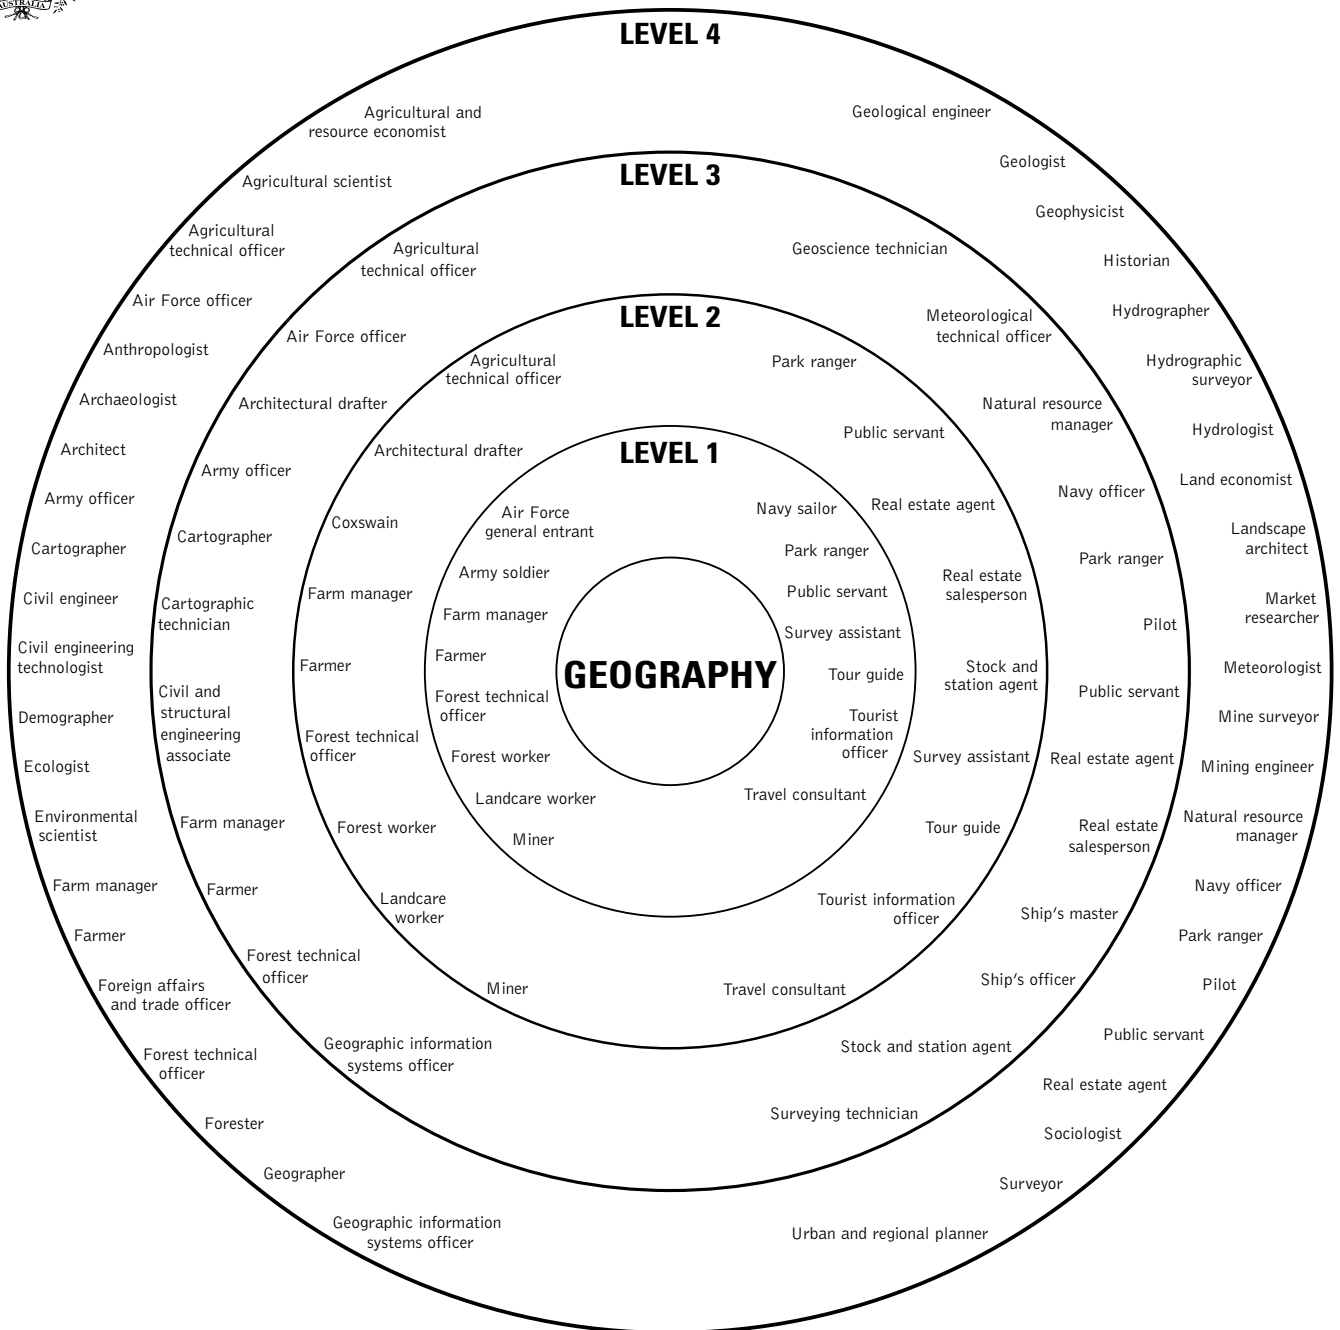 AUSTRALIA
LEVEL 4
Agricultural and
resource economist
Agricultural scientist
Agricultural
technical officer
Air Force officer
Anthropologist
Archaeologist
Architect
Army officer
Cartographer
Civil engineer
Civil engineering
technologist
Demographer
Ecologist
Environmental
scientist
Farm manager
Farmer
Foreign affairs
and trade officer
Forest technical
officer
Forester
Geographer
Geographic information
systems officer
Geological engineer
Geologist
Geophysicist
Historian
Hydrographer
Hydrographic
surveyor
Hydrologist
Land economist
Landscape
architect
Market
researcher
Meteorologist
Mine surveyor
Mining engineer
Natural resource
manager
Navy officer
Park ranger
Pilot
Public servant
Real estate agent
Sociologist
Surveyor
Urban and regional planner
LEVEL 3
Agricultural
technical officer
Air Force officer
Architectural drafter
Army officer
Cartographer
Cartographic
technician
Civil and
structural
engineering
associate
Farm manager
Farmer
Forest technical
officer
Geographic information
systems officer
Geoscience technician
Meteorological
technical officer
Natural resource
manager
Navy officer
Park ranger
Pilot
Public servant
Real estate agent
Real estate
salesperson
Ship's master
Ship's officer
Stock and station agent
Surveying technician
LEVEL 2
Agricultural
technical officer
Architectural drafter
Coxswain
Farm manager
Farmer
Forest technical
officer
Forest worker
Landcare
worker
Miner
Park ranger
Public servant
Real estate agent
Real estate
salesperson
Stock and
station agent
Survey assistant
Tour guide
Tourist information
officer
Travel consultant
LEVEL 1
Air Force
general entrant
Army soldier
Farm manager
Farmer
Forest technical
officer
Forest worker
Landcare worker
Miner
Navy sailor
Park ranger
Public servant
Survey assistant
Tour guide
Tourist
information
officer
Travel consultant
GEOGRAPHY